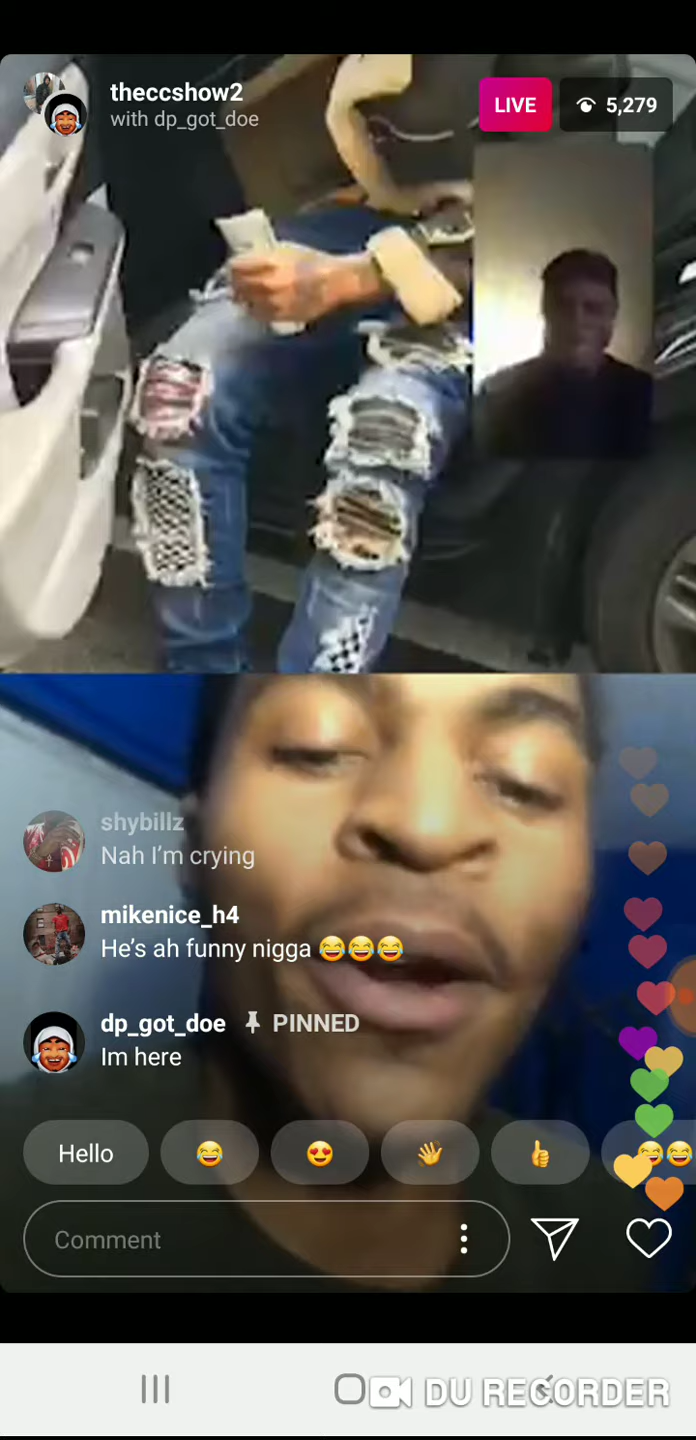 theccshow2
with dp_got_doe
LIVE
5,279
shybillz
Nah I'm crying
mikenice_h4
He's ah funny nigga 😂😂😂
dp_got_doe PINNED
Im here
Hello 😂 😍 👋 👍 😂😂
Comment
DU RECORDER